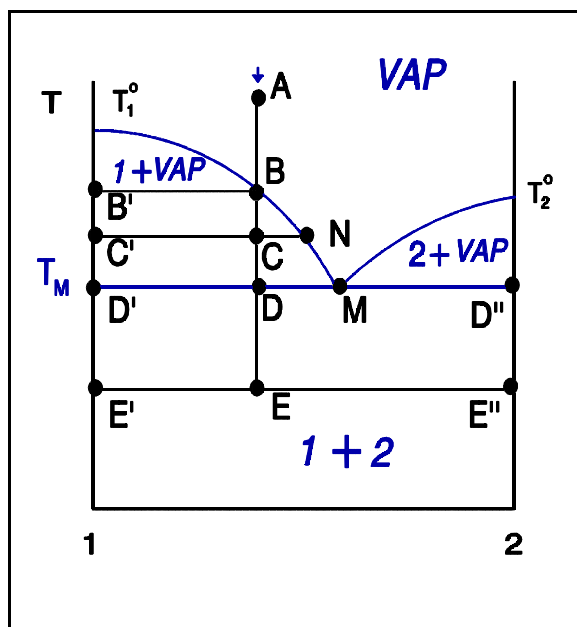 VAP
A
T
T₁°
1+VAP
B
B'
T₂°
C'
C
N
2+VAP
T_M
D'
D
M
D"
E'
E
E"
1 + 2
1
2